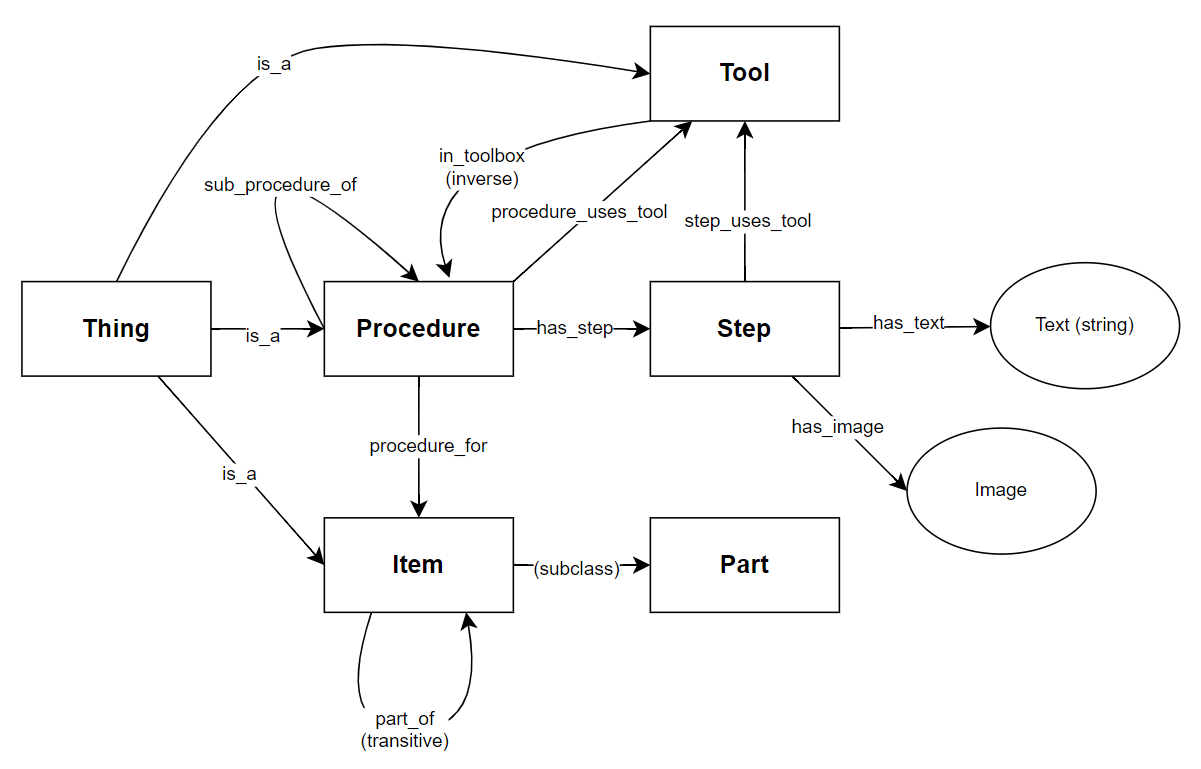 Tool
is_a
in_toolbox
(inverse)
sub_procedure_of
procedure_uses_tool
step_uses_tool
Thing
is_a
Procedure
has_step
Step
has_text
Text (string)
has_image
procedure_for
is_a
Image
Item
(subclass)
Part
part_of
(transitive)